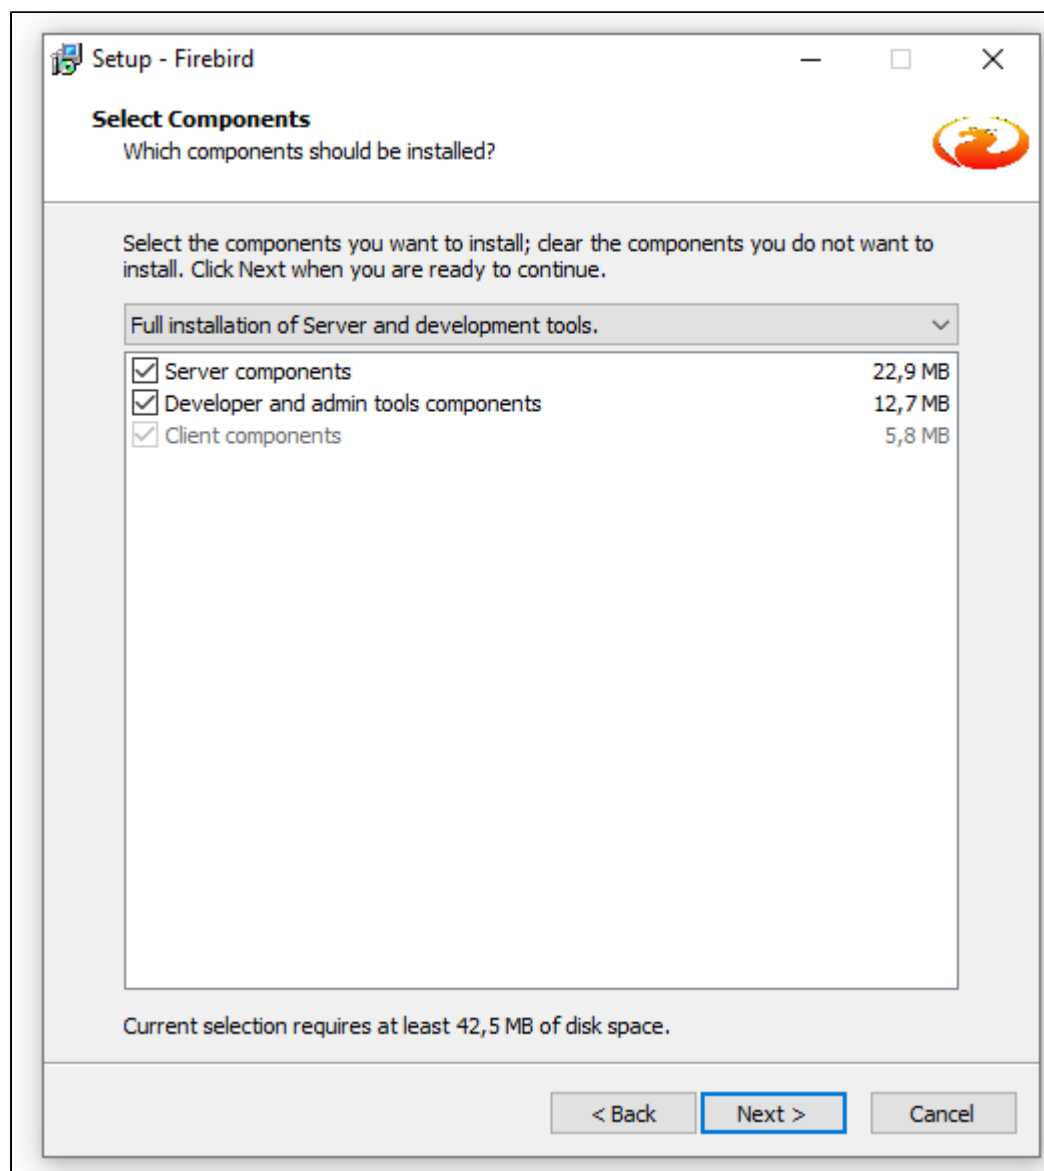 Setup - Firebird
Select Components
Which components should be installed?
Select the components you want to install; clear the components you do not want to
install. Click Next when you are ready to continue.
Full installation of Server and development tools.
Server components 22,9 MB
Developer and admin tools components 12,7 MB
Client components 5,8 MB
Current selection requires at least 42,5 MB of disk space.
< Back Next > Cancel